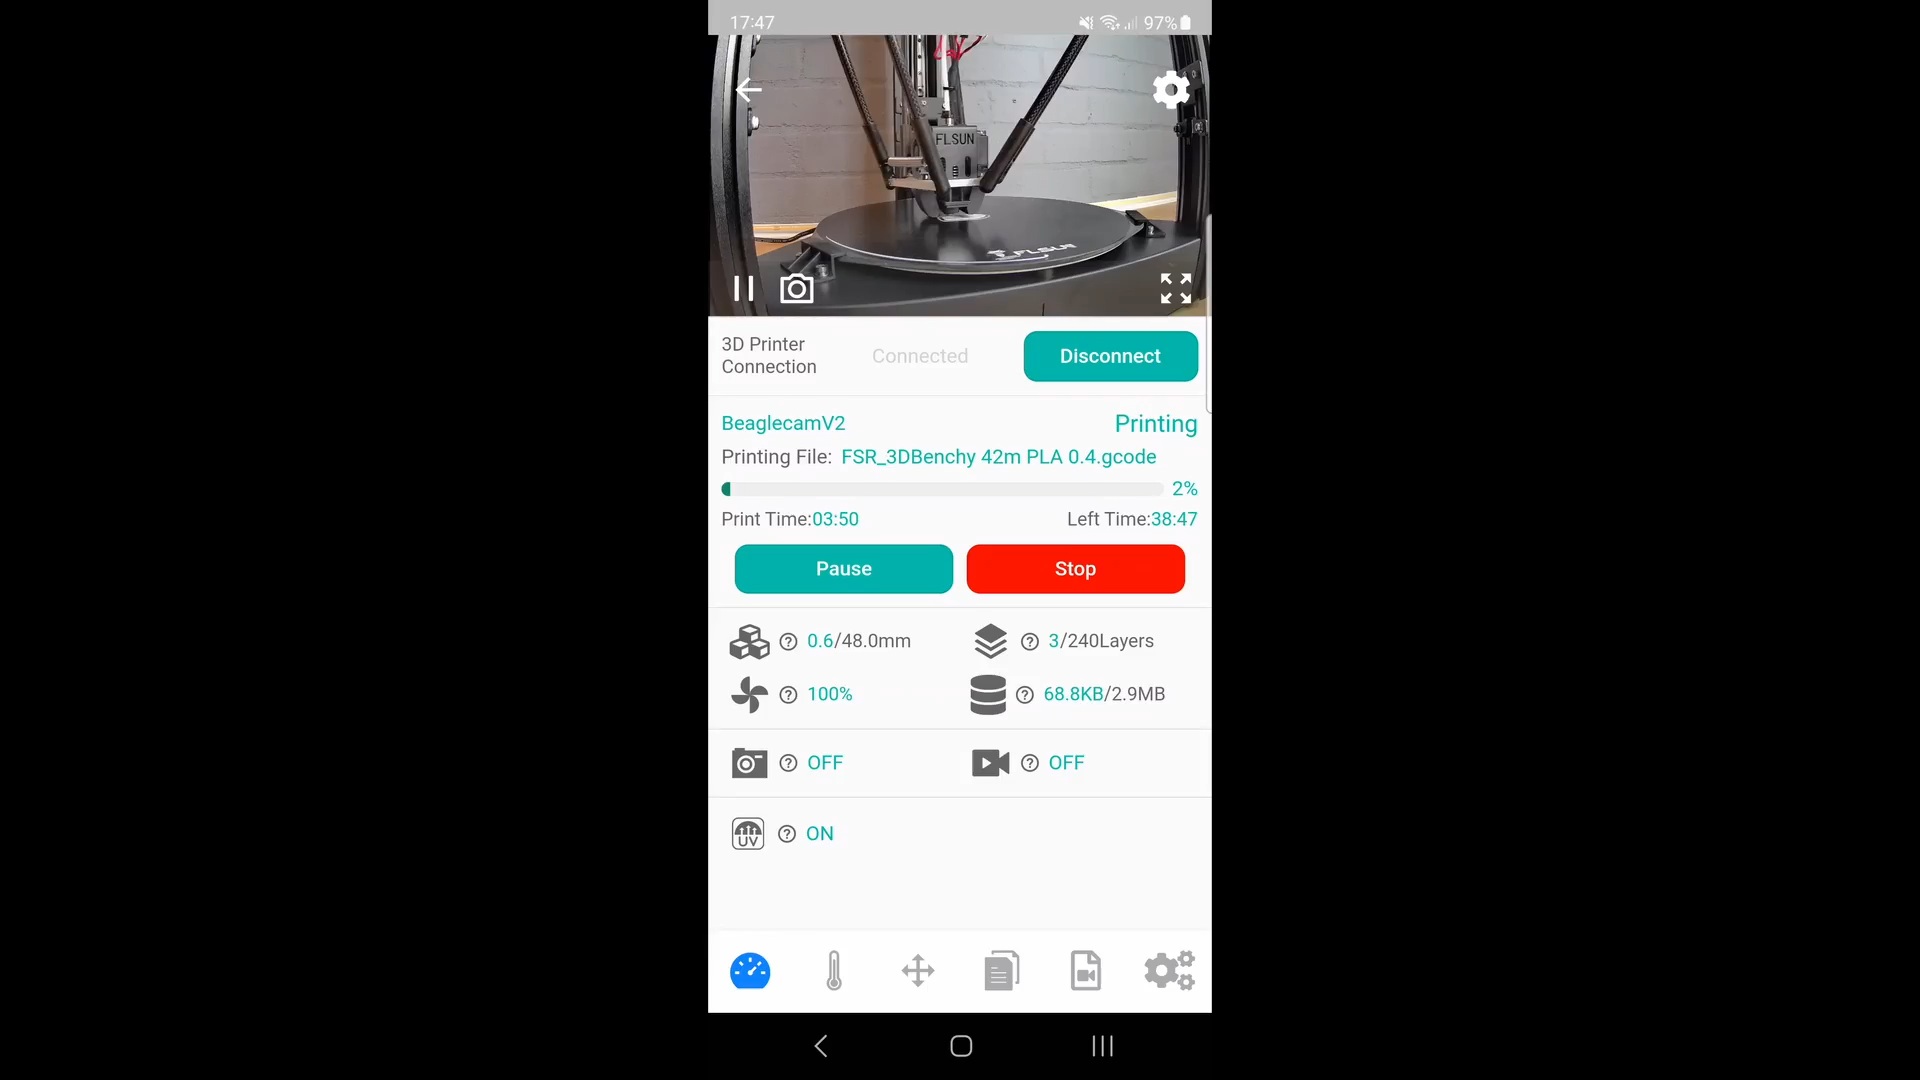 17:47
97%
FLSUN
FLSUN
3D Printer
Connection
Connected
Disconnect
BeaglecamV2
Printing
Printing File: FSR_3DBenchy 42m PLA 0.4.gcode
2%
Print Time:03:50
Left Time:38:47
Pause
Stop
0.6/48.0mm
3/240Layers
100%
68.8KB/2.9MB
OFF
OFF
UV
ON